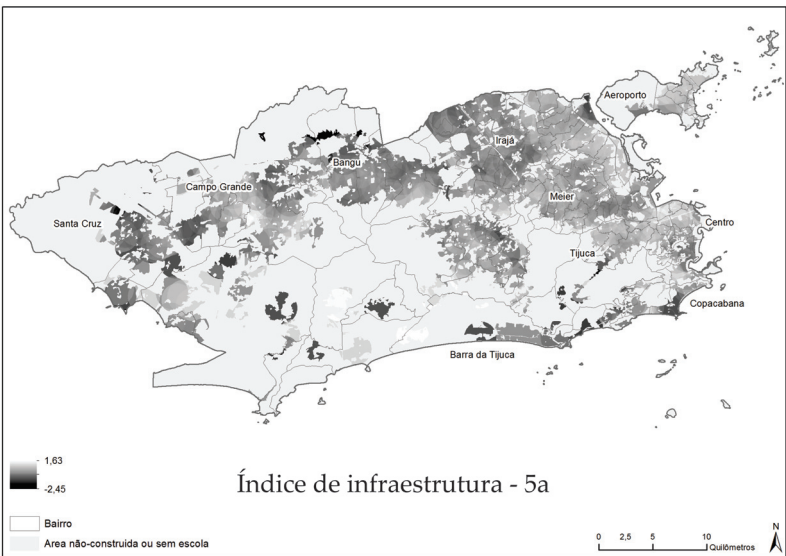 Aeroporto
Irajá
Bangu
Campo Grande
Meier
Santa Cruz
Centro
Tijuca
Copacabana
Barra da Tijuca
1,63
-2,45
Índice de infraestrutura - 5a
Bairro
Area não-construida ou sem escola
0 2,5 5 10
Quilômetros
N